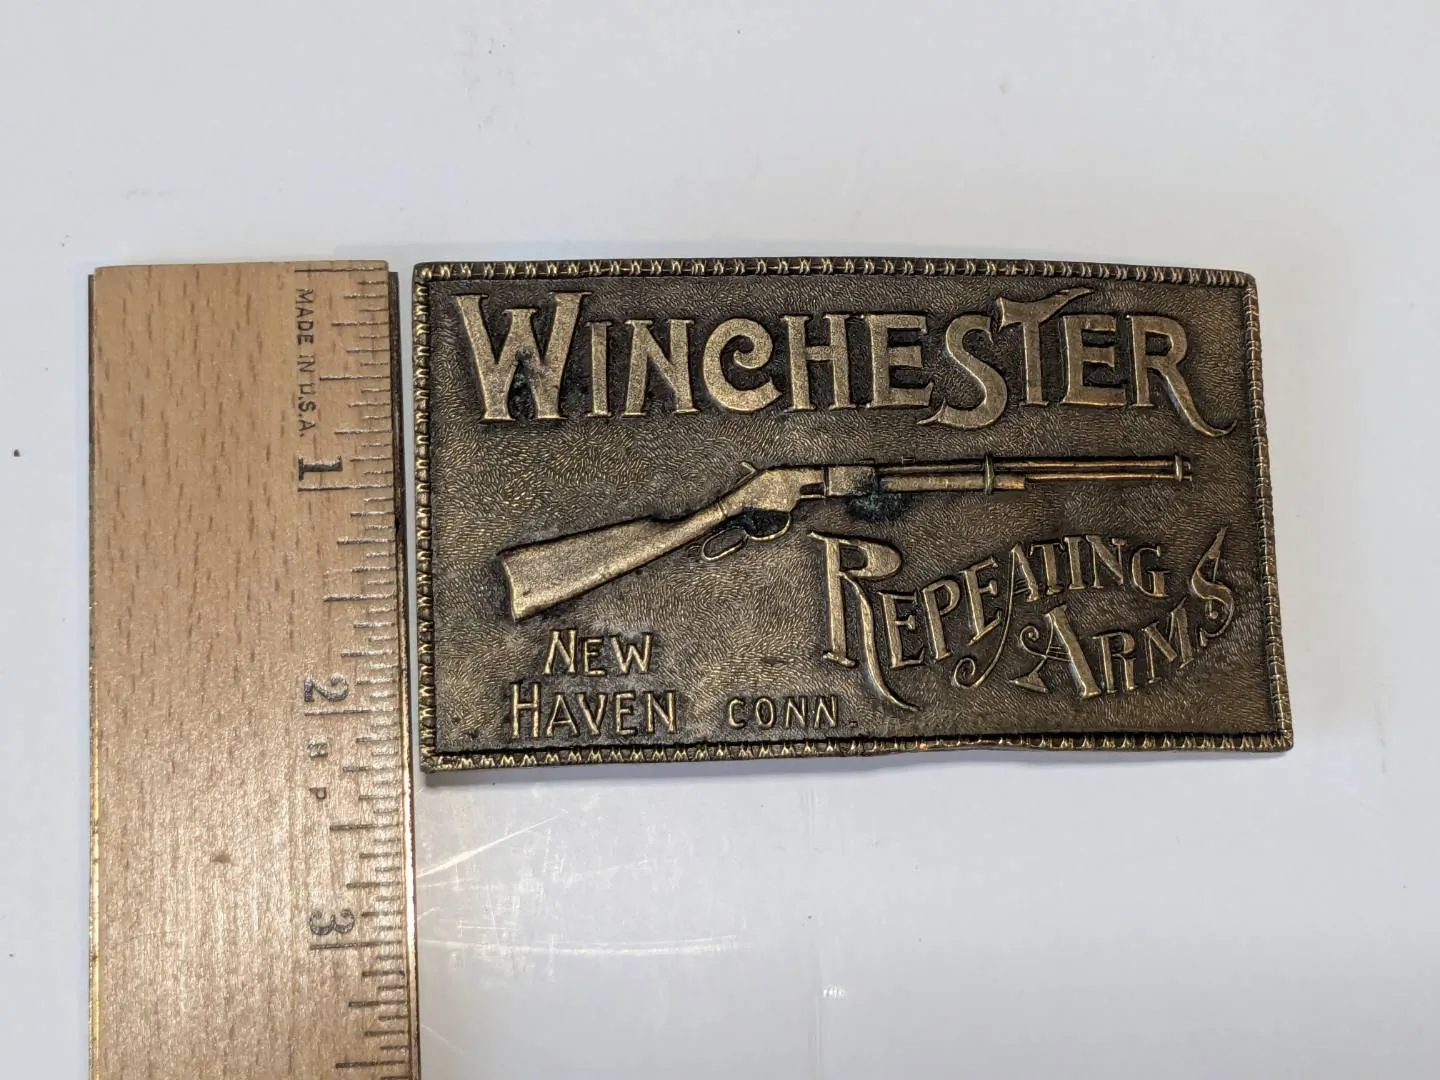 WINCHESTER
REPEATING
ARMS
NEW
HAVEN CONN.
MADE IN U.S.A.
1
2
3